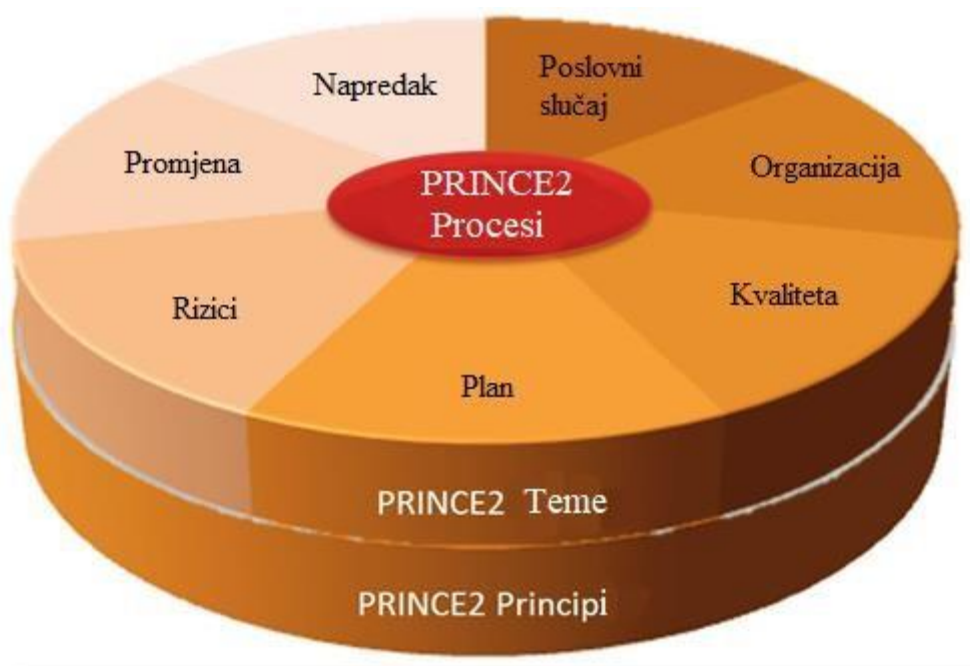 Napredak
Poslovni
slučaj
Promjena
Organizacija
PRINCE2
Procesi
Rizici
Kvaliteta
Plan
PRINCE2 Teme
PRINCE2 Principi